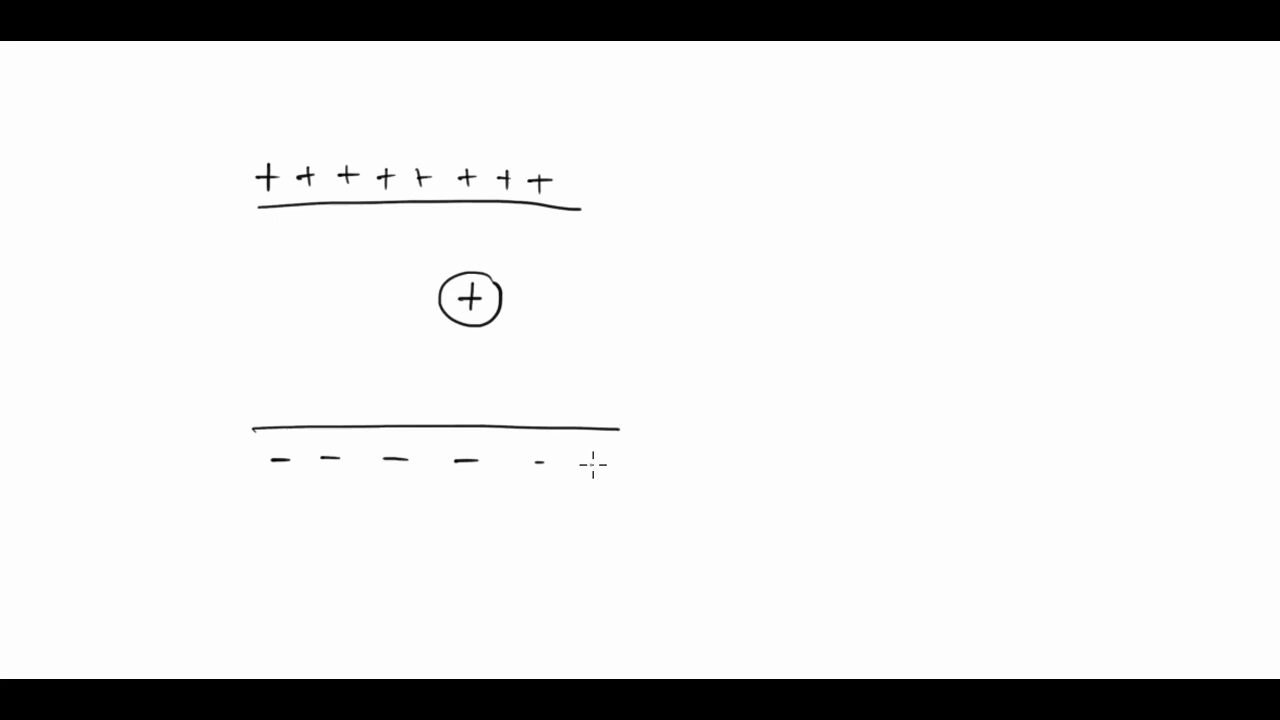 + + + + + + + +
+
- - - - -